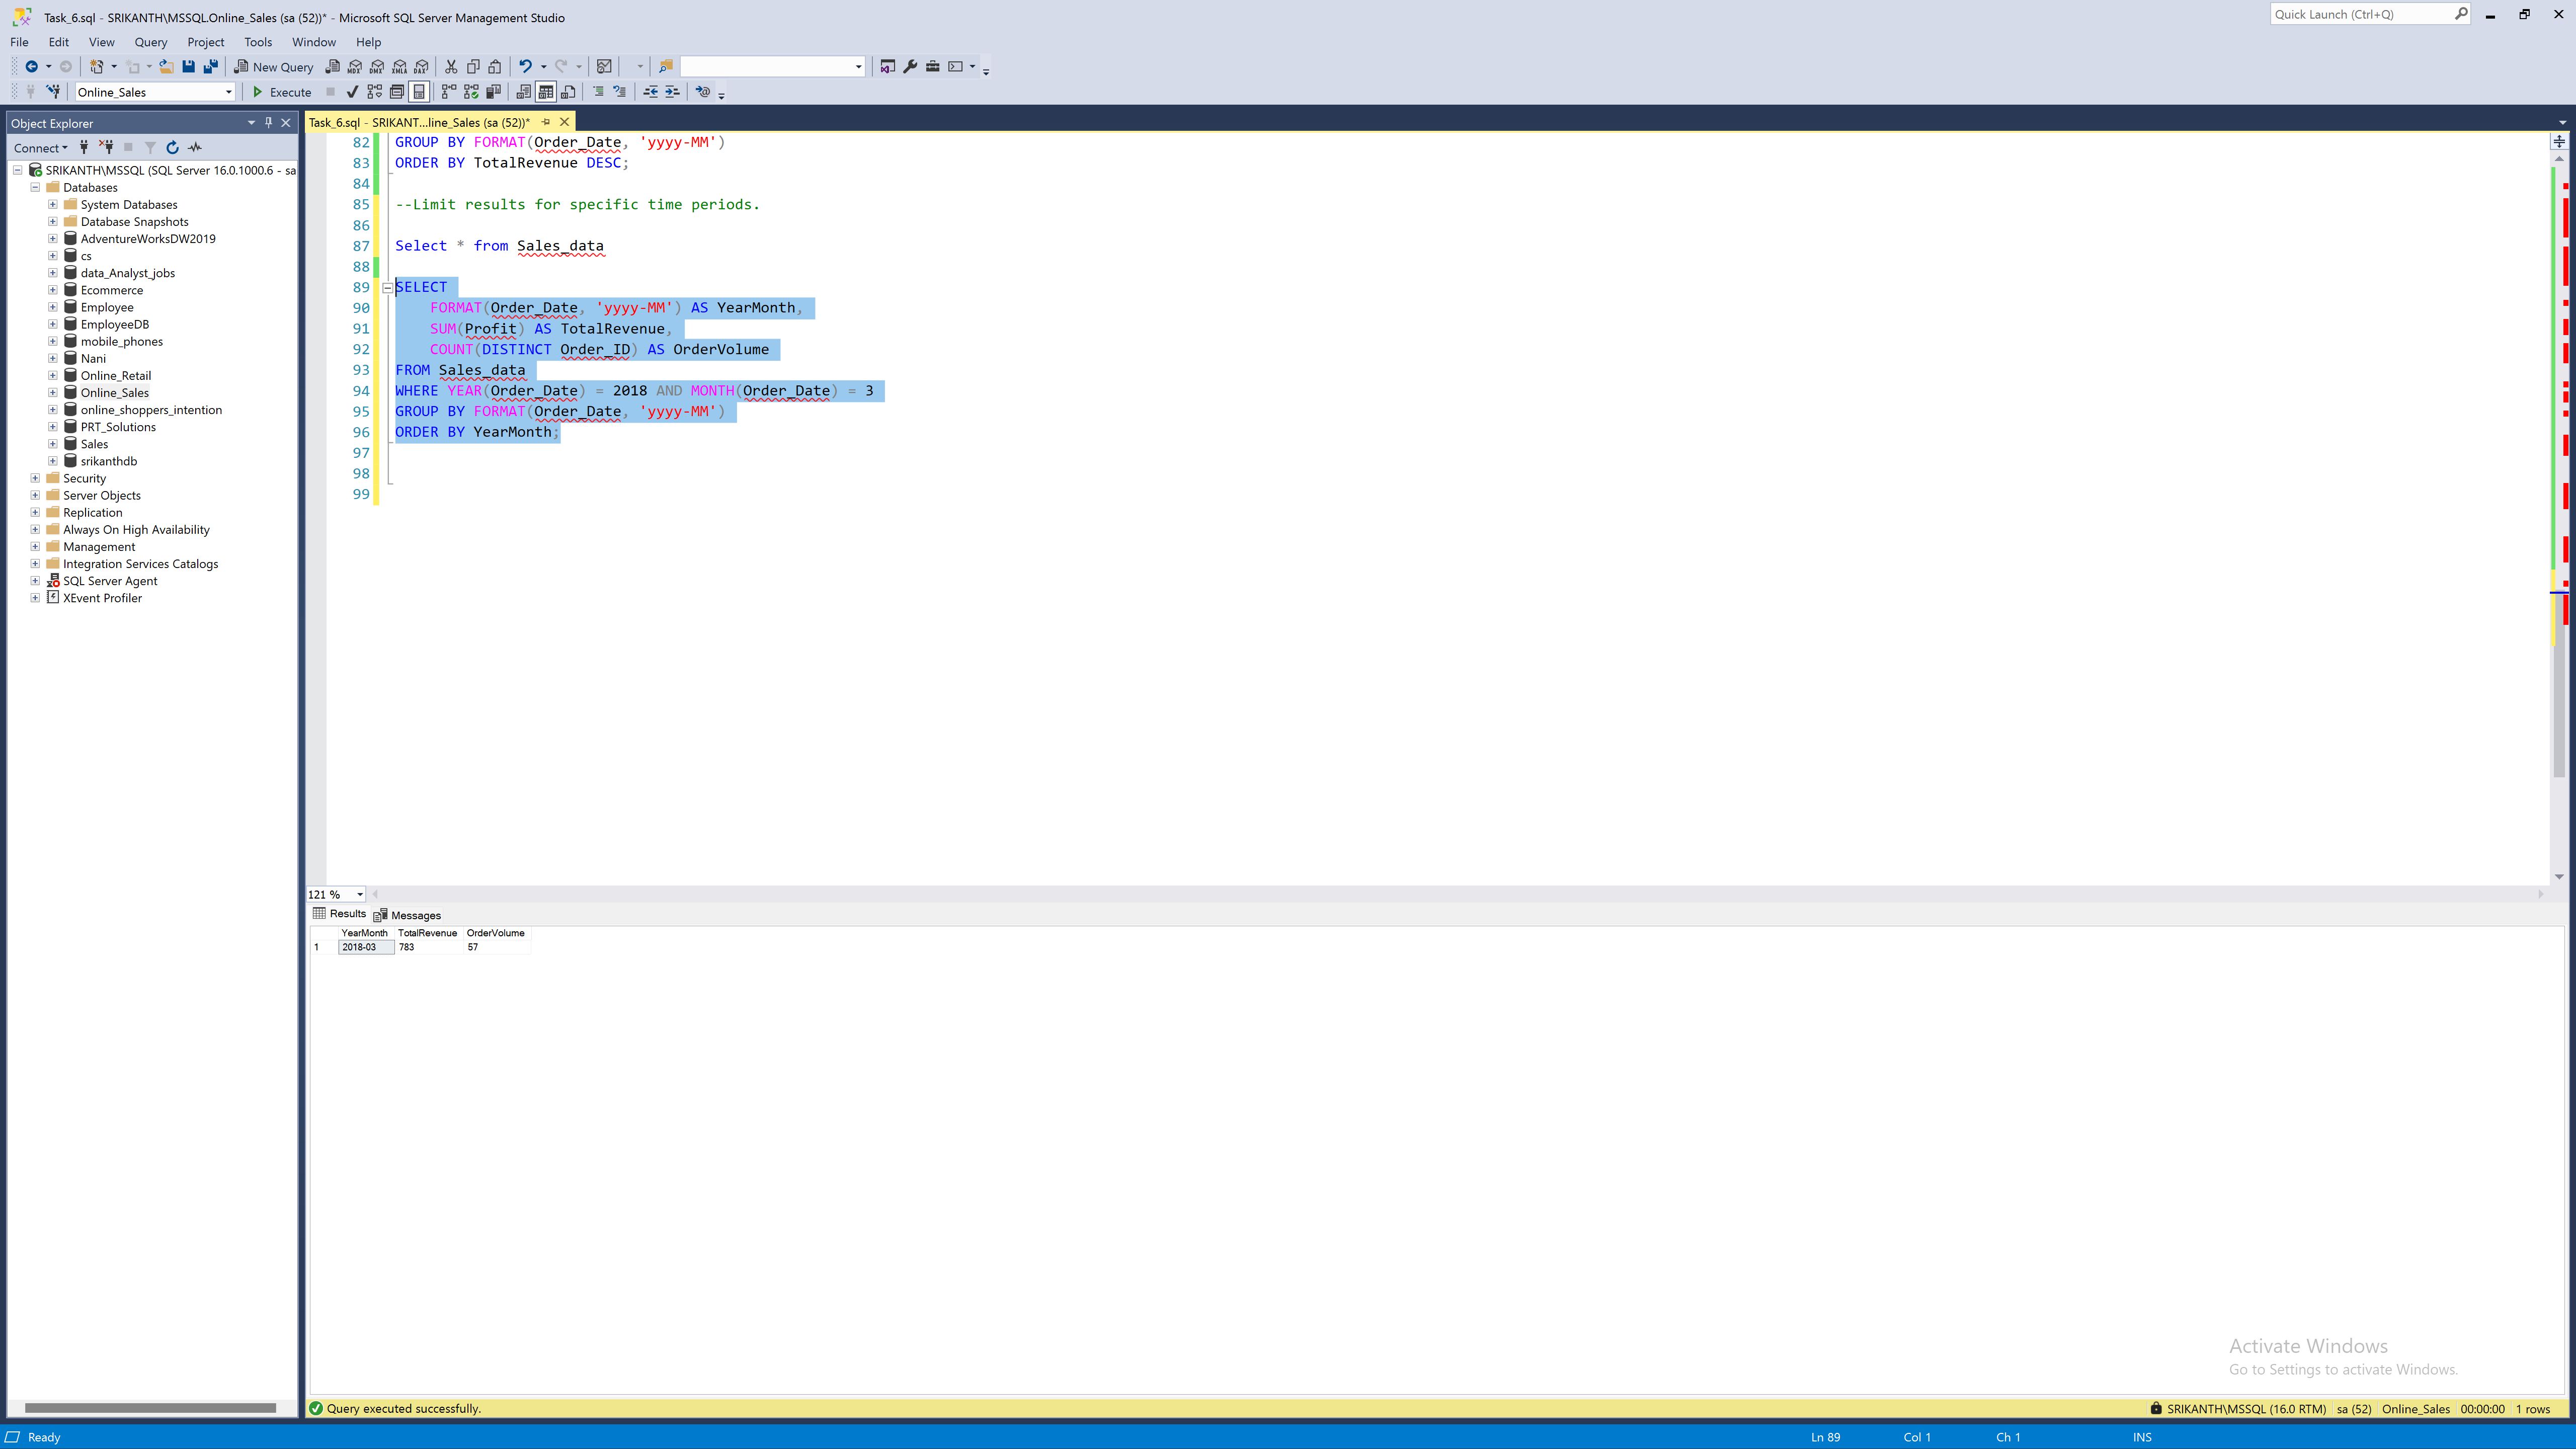 Task_6.sql - SRIKANTH\MSSQL.Online_Sales (sa (52))* - Microsoft SQL Server Management Studio
Quick Launch (Ctrl+Q)
File Edit View Query Project Tools Window Help
New Query
MDX DMX XMLA DAX
Online_Sales
Execute
Object Explorer
Connect
SRIKANTH\MSSQL (SQL Server 16.0.1000.6 - sa
Databases
System Databases
Database Snapshots
AdventureWorksDW2019
cs
data_Analyst_jobs
Ecommerce
Employee
EmployeeDB
mobile_phones
Nani
Online_Retail
Online_Sales
online_shoppers_intention
PRT_Solutions
Sales
srikanthdb
Security
Server Objects
Replication
Always On High Availability
Management
Integration Services Catalogs
SQL Server Agent
XEvent Profiler
Task_6.sql - SRIKANT...line_Sales (sa (52))*
82 GROUP BY FORMAT(Order_Date, 'yyyy-MM')
83 ORDER BY TotalRevenue DESC;
84
85 --Limit results for specific time periods.
86
87 Select * from Sales_data
88
89 SELECT
90 FORMAT(Order_Date, 'yyyy-MM') AS YearMonth,
91 SUM(Profit) AS TotalRevenue,
92 COUNT(DISTINCT Order_ID) AS OrderVolume
93 FROM Sales_data
94 WHERE YEAR(Order_Date) = 2018 AND MONTH(Order_Date) = 3
95 GROUP BY FORMAT(Order_Date, 'yyyy-MM')
96 ORDER BY YearMonth;
97
98
99
121 %
Results Messages
YearMonth TotalRevenue OrderVolume
1 2018-03 783 57
Activate Windows
Go to Settings to activate Windows.
Query executed successfully.
SRIKANTH\MSSQL (16.0 RTM) sa (52) Online_Sales 00:00:00 1 rows
Ready
Ln 89 Col 1 Ch 1 INS